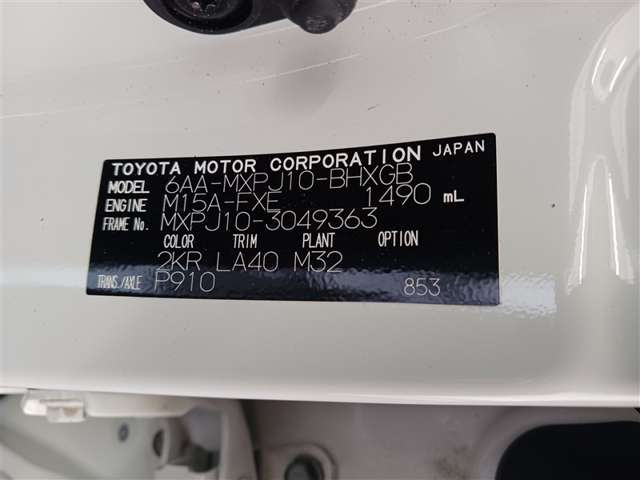 TOYOTA MOTOR CORPORATION JAPAN
MODEL 6AA-MXPJ10-BHXGB
ENGINE M15A-FXE 1490 mL
FRAME No. MXPJ10-3049363
COLOR TRIM PLANT OPTION
2KR LA40 M32
TRANS./AXLE P910 853